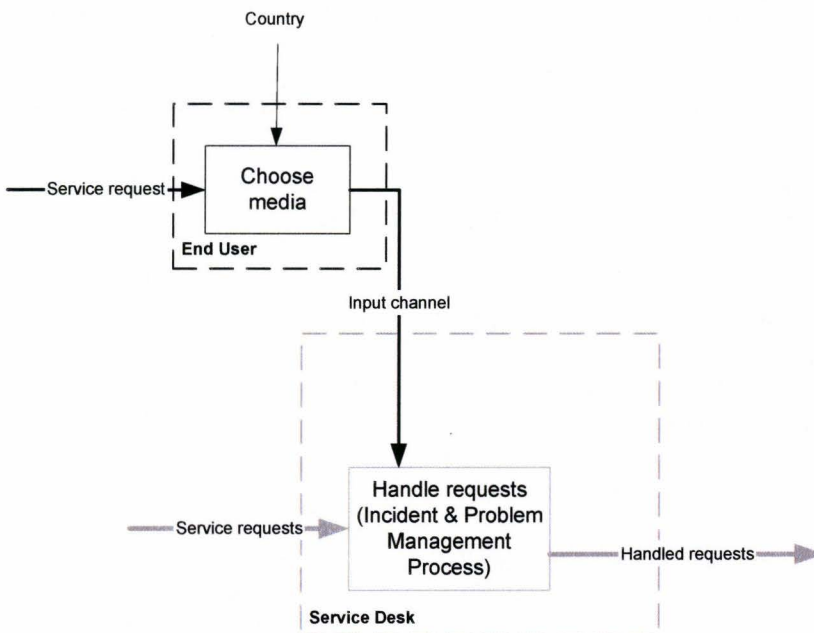 Country
Service request
Choose
media
End User
Input channel
Handle requests
(Incident & Problem
Management
Process)
Service requests
Handled requests
Service Desk